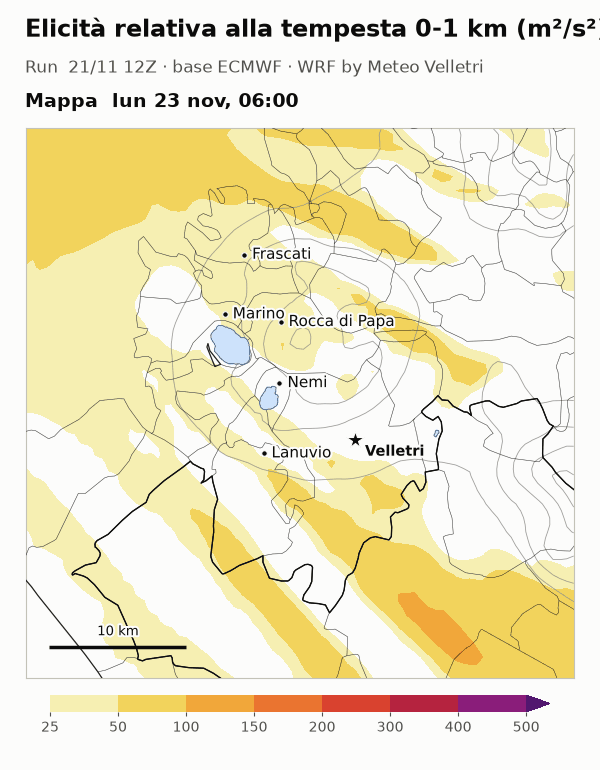 Elicità relativa alla tempesta 0-1 km (m²/s²)
Run 21/11 12Z · base ECMWF · WRF by Meteo Velletri
Mappa lun 23 nov, 06:00
Frascati
Marino
Rocca di Papa
Nemi
Velletri
Lanuvio
10 km
25 50 100 150 200 300 400 500